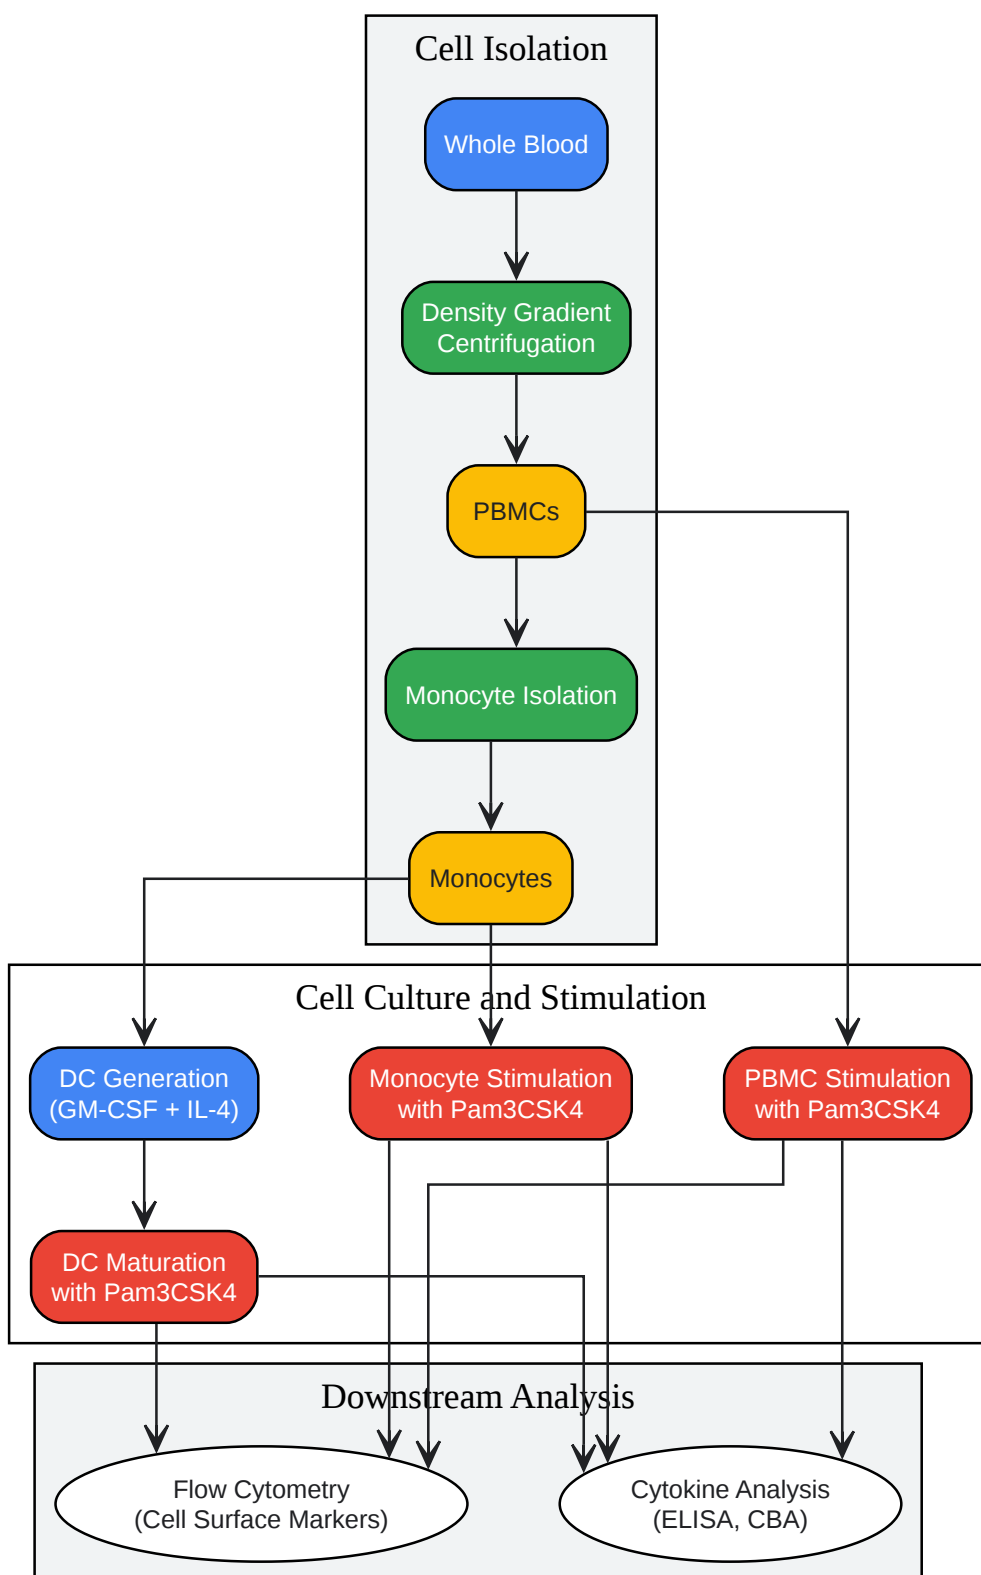 Cell Isolation
Whole Blood
Density Gradient
Centrifugation
PBMCs
Monocyte Isolation
Monocytes
Cell Culture and Stimulation
DC Generation
(GM-CSF + IL-4)
Monocyte Stimulation
with Pam3CSK4
PBMC Stimulation
with Pam3CSK4
DC Maturation
with Pam3CSK4
Downstream Analysis
Flow Cytometry
(Cell Surface Markers)
Cytokine Analysis
(ELISA, CBA)